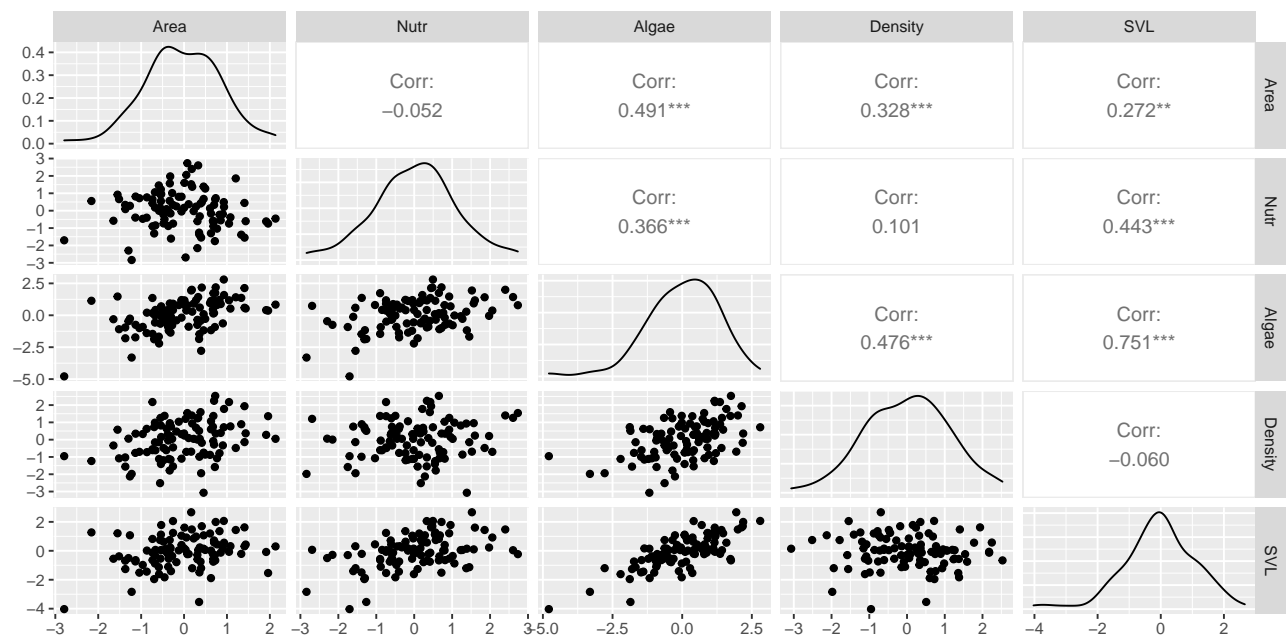 Area Nutr Algae Density SVL
0.4
0.3
0.2
0.1
0.0
Corr: Corr: Corr: Corr:
−0.052 0.491*** 0.328*** 0.272**
Area
3
2
1
0
−1
−2
−3
Corr: Corr: Corr:
0.366*** 0.101 0.443***
Nutr
2.5
0.0
−2.5
−5.0
Corr: Corr:
0.476*** 0.751***
Algae
2
1
0
−1
−2
−3
Corr:
−0.060
Density
2
0
−2
−4
SVL
−3 −2 −1 0 1 2 −3 −2 −1 0 1 2 3 −5.0 −2.5 0.0 2.5 −3 −2 −1 0 1 2 −4 −2 0 2